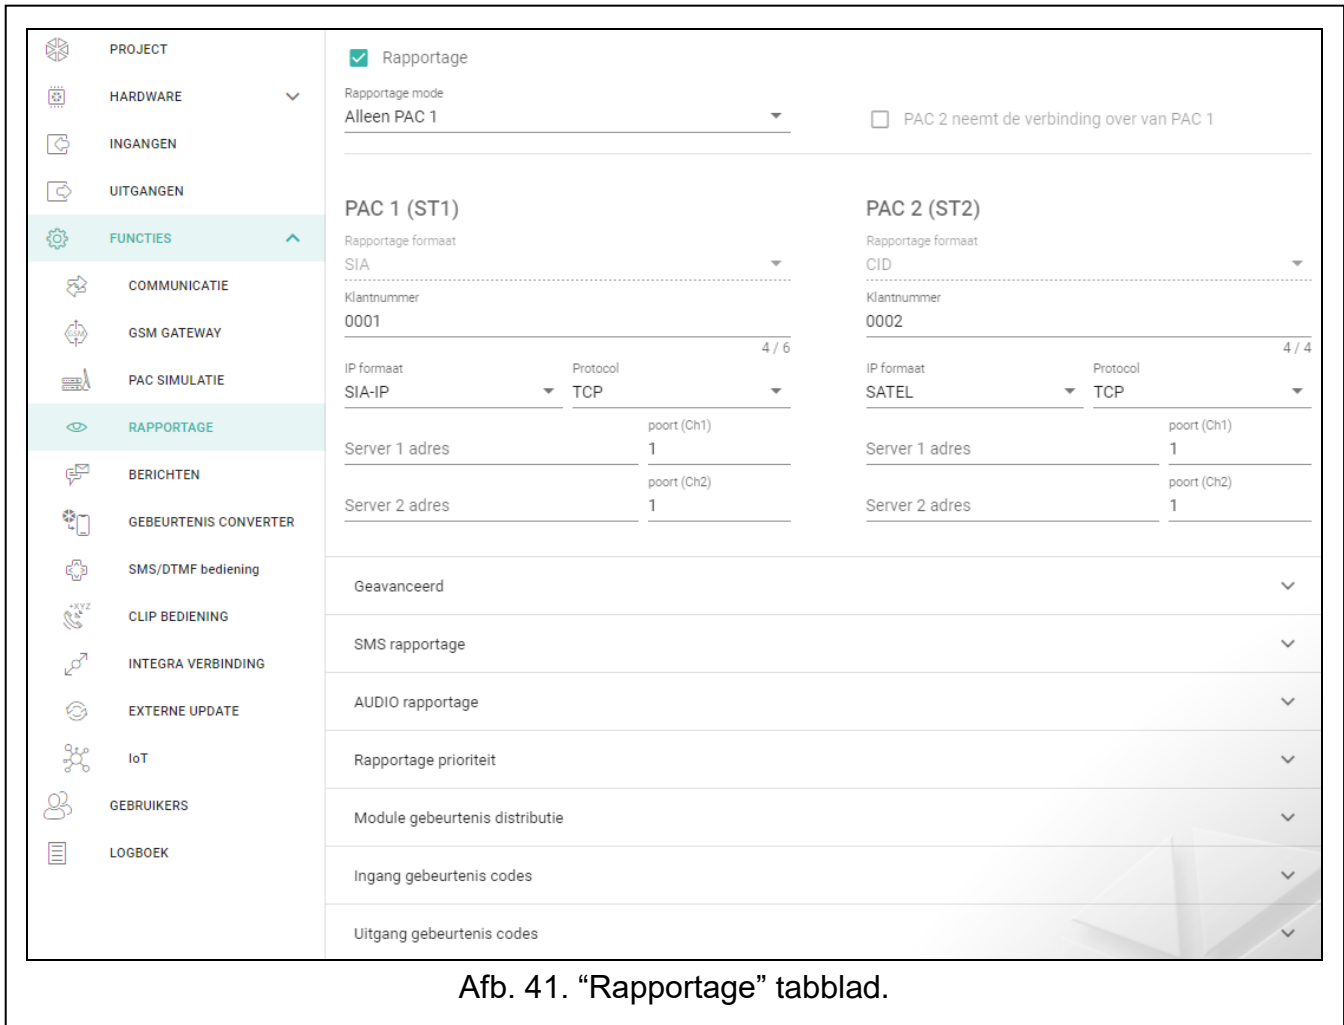 PROJECT
HARDWARE
INGANGEN
UITGANGEN
FUNCTIES
COMMUNICATIE
GSM
GSM GATEWAY
PAC SIMULATIE
RAPPORTAGE
BERICHTEN
GEBEURTENIS CONVERTER
SMS/DTMF bediening
+XYZ
CLIP BEDIENING
INTEGRA VERBINDING
EXTERNE UPDATE
IoT
GEBRUIKERS
LOGBOEK
Rapportage
Rapportage mode
Alleen PAC 1
PAC 2 neemt de verbinding over van PAC 1
PAC 1 (ST1)
Rapportage formaat
SIA
Klantnummer
0001
4 / 6
IP formaat
SIA-IP
Protocol
TCP
Server 1 adres
poort (Ch1)
1
Server 2 adres
poort (Ch2)
1
PAC 2 (ST2)
Rapportage formaat
CID
Klantnummer
0002
4 / 4
IP formaat
SATEL
Protocol
TCP
Server 1 adres
poort (Ch1)
1
Server 2 adres
poort (Ch2)
1
Geavanceerd
SMS rapportage
AUDIO rapportage
Rapportage prioriteit
Module gebeurtenis distributie
Ingang gebeurtenis codes
Uitgang gebeurtenis codes
Afb. 41. “Rapportage” tabblad.